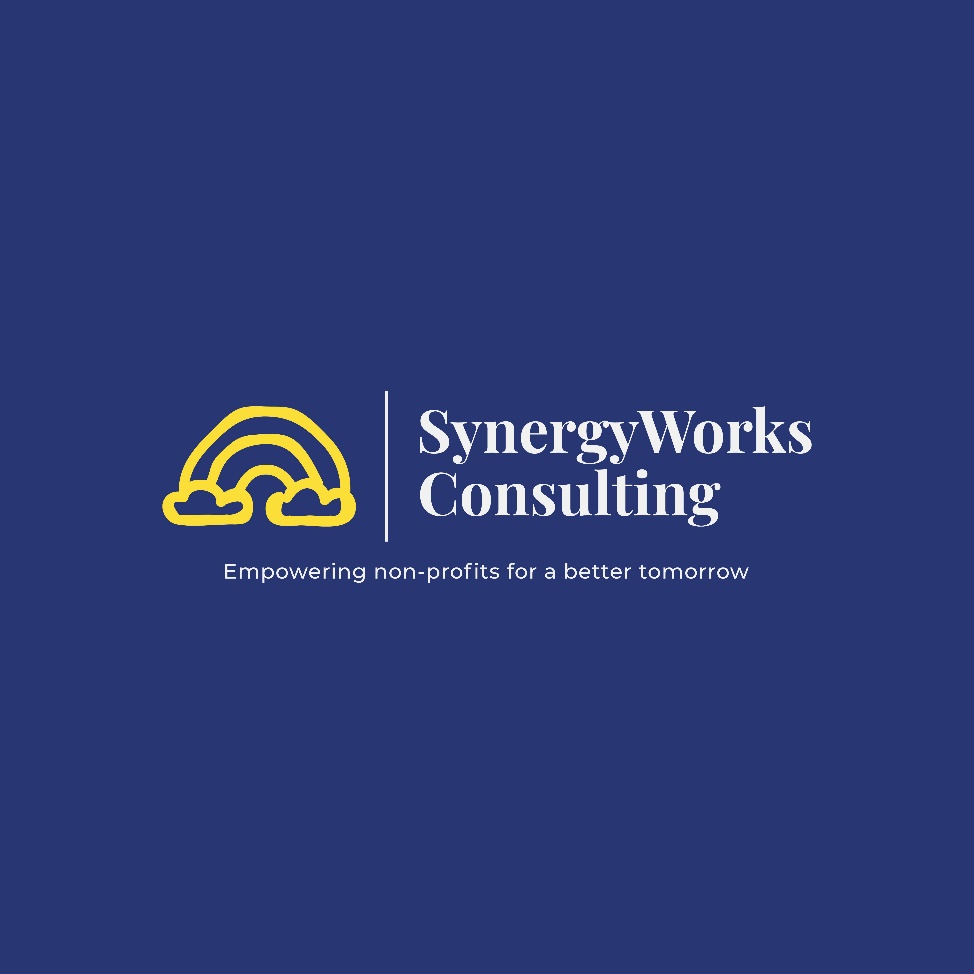 SynergyWorks
Consulting
Empowering non-profits for a better tomorrow